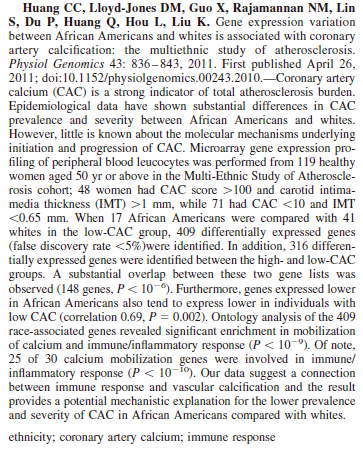 Huang CC, Lloyd-Jones DM, Guo X, Rajamannan NM, Lin
S, Du P, Huang Q, Hou L, Liu K. Gene expression variation
between African Americans and whites is associated with coronary
artery calcification: the multiethnic study of atherosclerosis.
Physiol Genomics 43: 836–843, 2011. First published April 26,
2011; doi:10.1152/physiolgenomics.00243.2010.—Coronary artery
calcium (CAC) is a strong indicator of total atherosclerosis burden.
Epidemiological data have shown substantial differences in CAC
prevalence and severity between African Americans and whites.
However, little is known about the molecular mechanisms underlying
initiation and progression of CAC. Microarray gene expression pro-
filing of peripheral blood leucocytes was performed from 119 healthy
women aged 50 yr or above in the Multi-Ethnic Study of Atheroscle-
rosis cohort; 48 women had CAC score >100 and carotid intima-
media thickness (IMT) >1 mm, while 71 had CAC <10 and IMT
<0.65 mm. When 17 African Americans were compared with 41
whites in the low-CAC group, 409 differentially expressed genes
(false discovery rate <5%)were identified. In addition, 316 differen-
tially expressed genes were identified between the high- and low-CAC
groups. A substantial overlap between these two gene lists was
observed (148 genes, P < 10⁻⁶). Furthermore, genes expressed lower
in African Americans also tend to express lower in individuals with
low CAC (correlation 0.69, P = 0.002). Ontology analysis of the 409
race-associated genes revealed significant enrichment in mobilization
of calcium and immune/inflammatory response (P < 10⁻⁹). Of note,
25 of 30 calcium mobilization genes were involved in immune/
inflammatory response (P < 10⁻¹⁰). Our data suggest a connection
between immune response and vascular calcification and the result
provides a potential mechanistic explanation for the lower prevalence
and severity of CAC in African Americans compared with whites.
ethnicity; coronary artery calcium; immune response